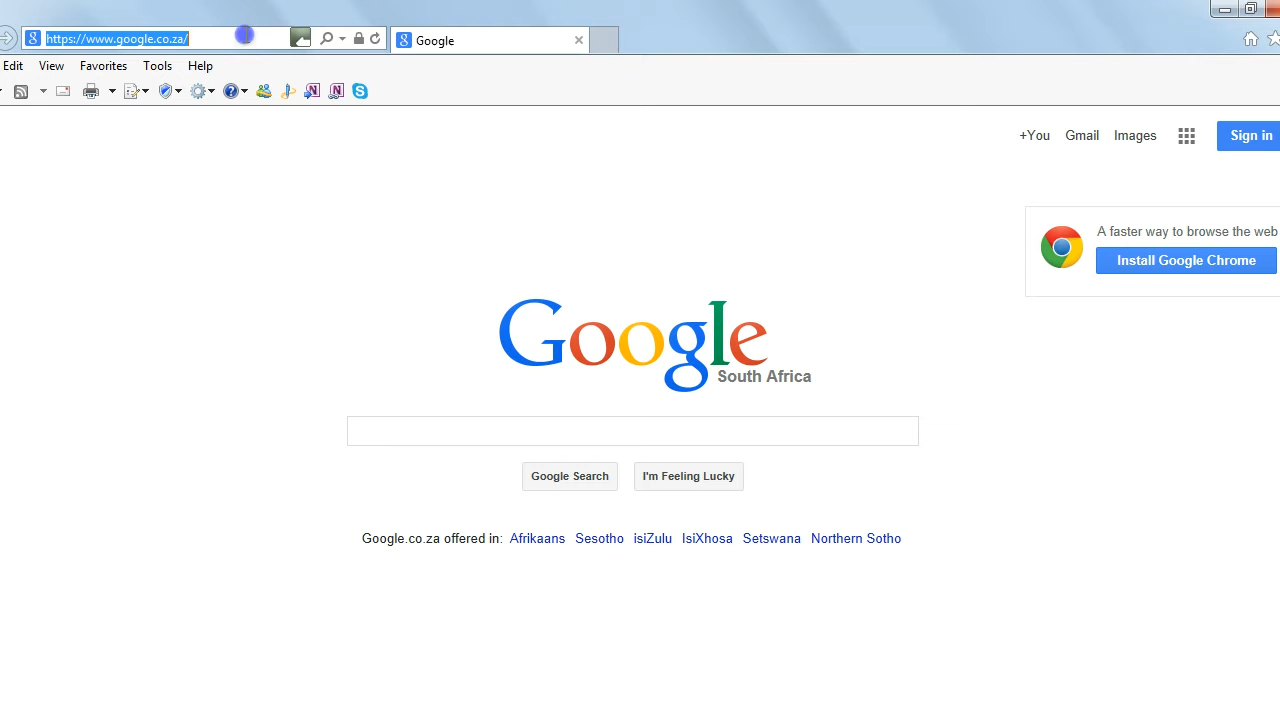 https://www.google.co.za/
Google
Edit View Favorites Tools Help
+You Gmail Images Sign in
A faster way to browse the web
Install Google Chrome
Google
South Africa
Google Search I'm Feeling Lucky
Google.co.za offered in: Afrikaans Sesotho isiZulu IsiXhosa Setswana Northern Sotho